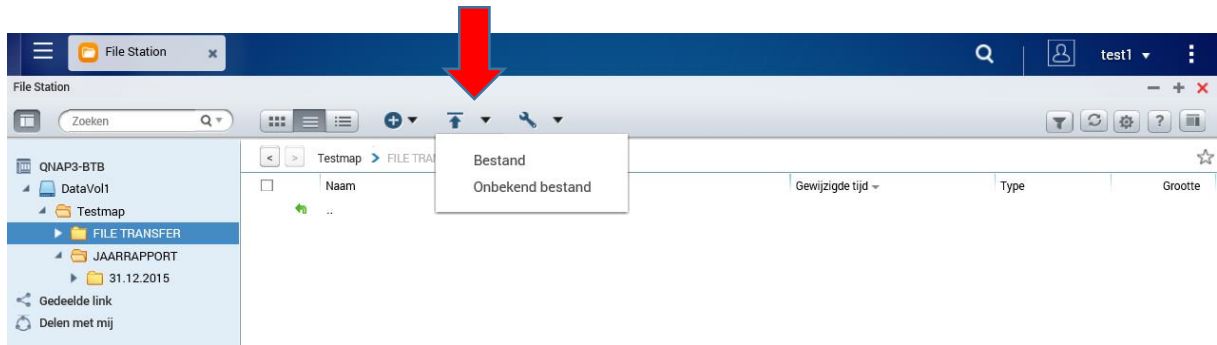 File Station
test1
File Station
Zoeken
QNAP3-BTB
DataVol1
Testmap
FILE TRANSFER
JAARRAPPORT
31.12.2015
Gedeelde link
Delen met mij
Testmap > FILE TRA
Bestand
Onbekend bestand
Naam Gewijzigde tijd Type Grootte
..